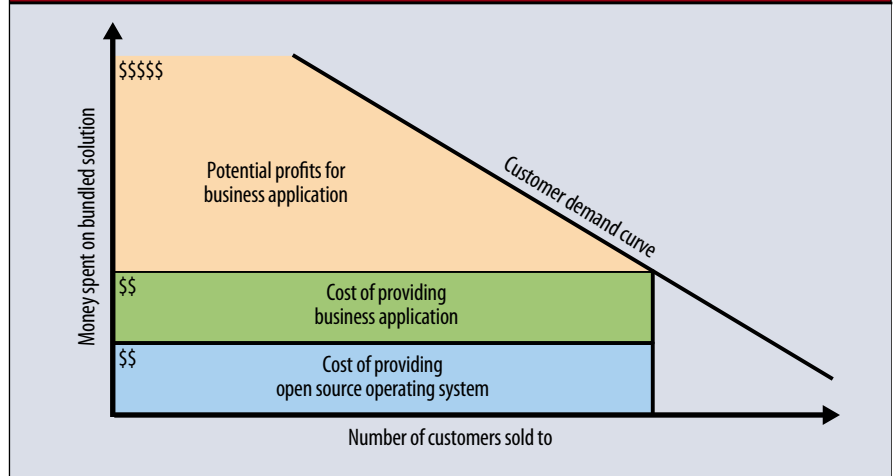 $$$$$
Potential profits for
business application
Customer demand curve
$$
Cost of providing
business application
$$
Cost of providing
open source operating system
Money spent on bundled solution
Number of customers sold to